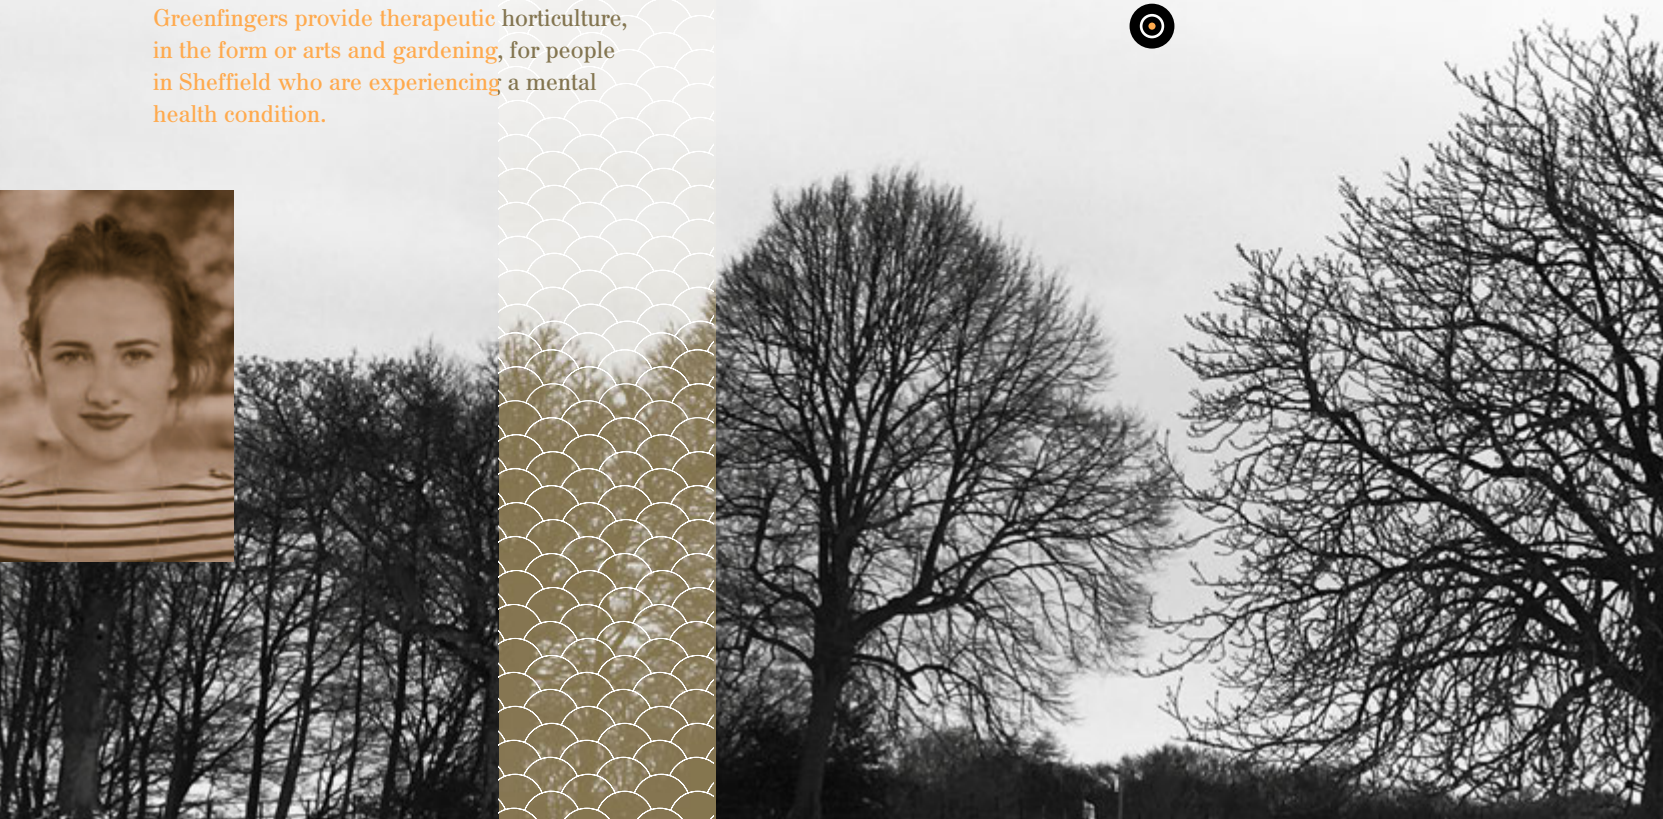 Greenfingers provide therapeutic horticulture,
in the form or arts and gardening, for people
in Sheffield who are experiencing a mental
health condition.